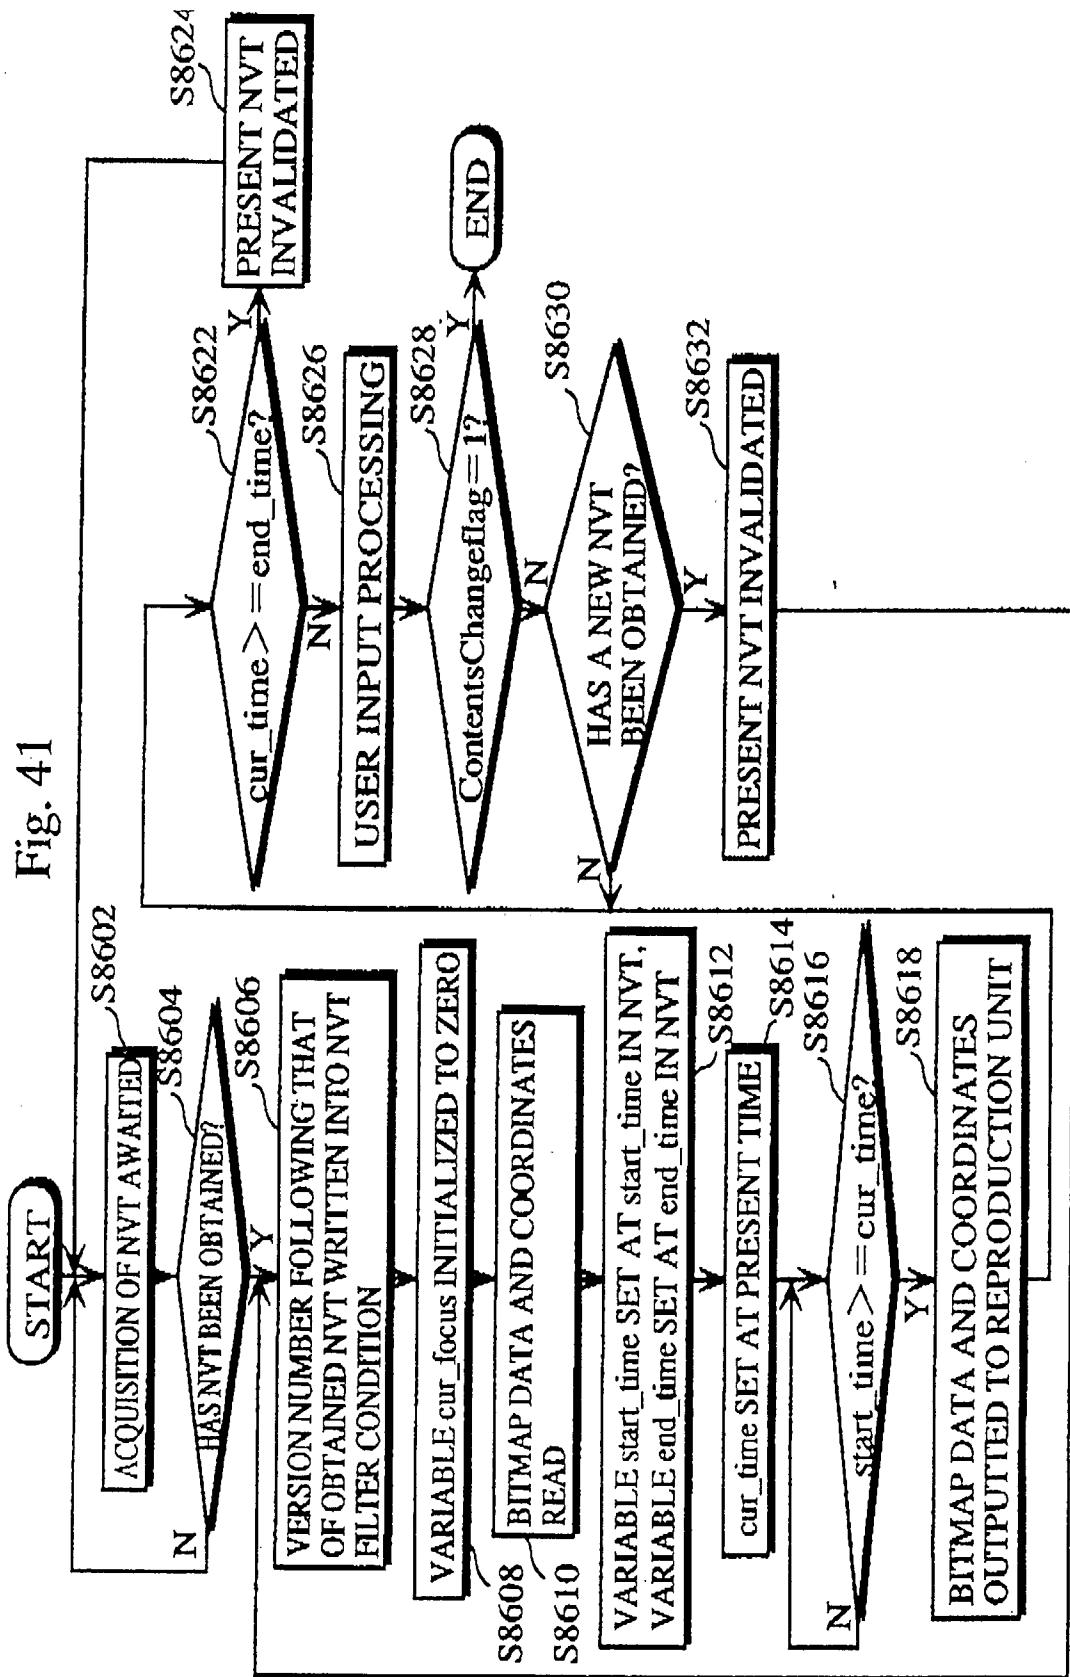 Fig. 41
START
S8602
ACQUISITION OF NVT AWAITED
S8604
HAS NVT BEEN OBTAINED?
N
Y
S8606
VERSION NUMBER FOLLOWING THAT
OF OBTAINED NVT WRITTEN INTO NVT
FILTER CONDITION
VARIABLE cur_focus INITIALIZED TO ZERO
S8608
BITMAP DATA AND COORDINATES
READ
S8610
VARIABLE start_time SET AT start_time IN NVT,
VARIABLE end_time SET AT end_time IN NVT
S8612
cur_time SET AT PRESENT TIME
S8614
S8616
start_time>=cur_time?
N
Y
S8618
BITMAP DATA AND COORDINATES
OUTPUTED TO REPRODUCTION UNIT
S8622
cur_time>=end_time?
Y
N
S8624
PRESENT NVT
INVALIDATED
S8626
USER INPUT PROCESSING
S8628
ContentsChangeflag==1?
Y
END
N
S8630
HAS A NEW NVT
BEEN OBTAINED?
N
Y
S8632
PRESENT NVT INVALIDATED